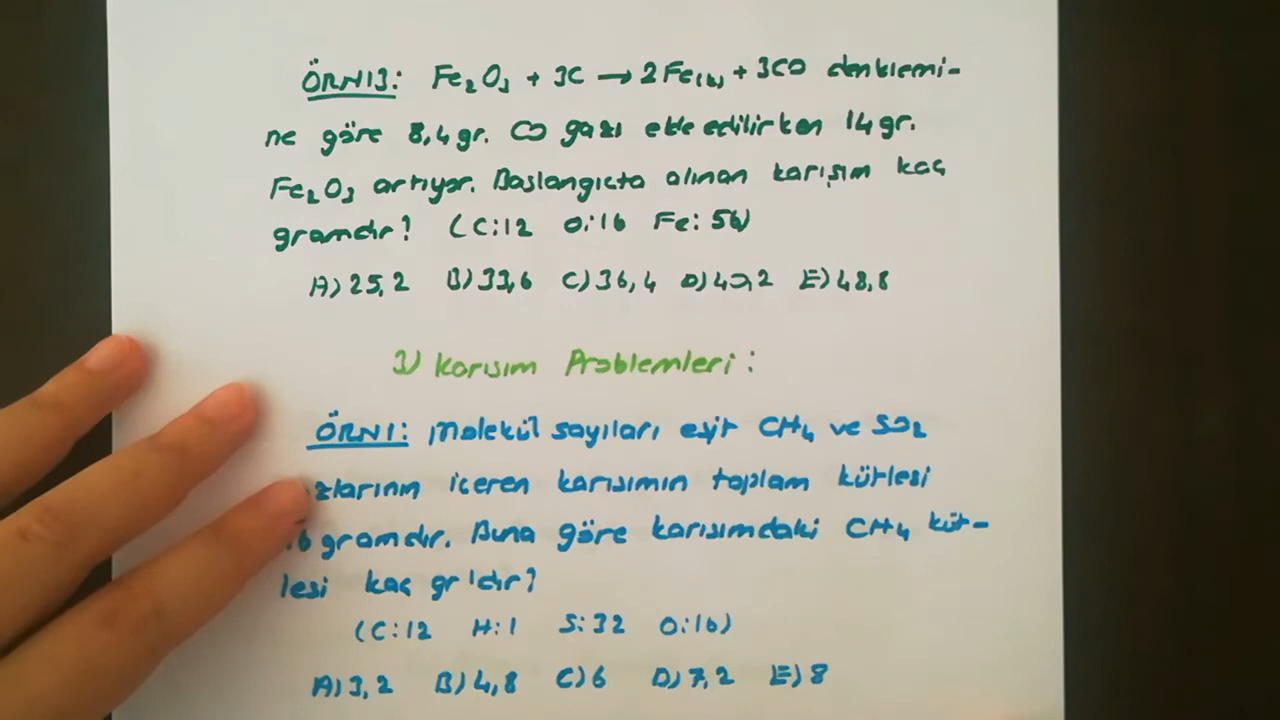 ÖRN13: Fe₂O₃ + 3C → 2Fe(k) + 3CO denklemi-
ne göre 8,4 gr. CO gazı elde edilirken 14 gr.
Fe₂O₃ artıyor. Başlangıçta alınan karışım kaç
gramdır? (C:12 O:16 Fe:56)
A) 25,2 B) 33,6 C) 36,4 D) 40,2 E) 48,8
3) Karışım Problemleri:
ÖRN1: Molekül sayıları eşit CH₄ ve SO₂
içeren karışımın toplam kütlesi
gramdır. Buna göre karışımdaki CH₄ küt-
lesi kaç gr'dır?
(C:12 H:1 S:32 O:16)
A) 3,2 B) 4,8 C) 6 D) 7,2 E) 8